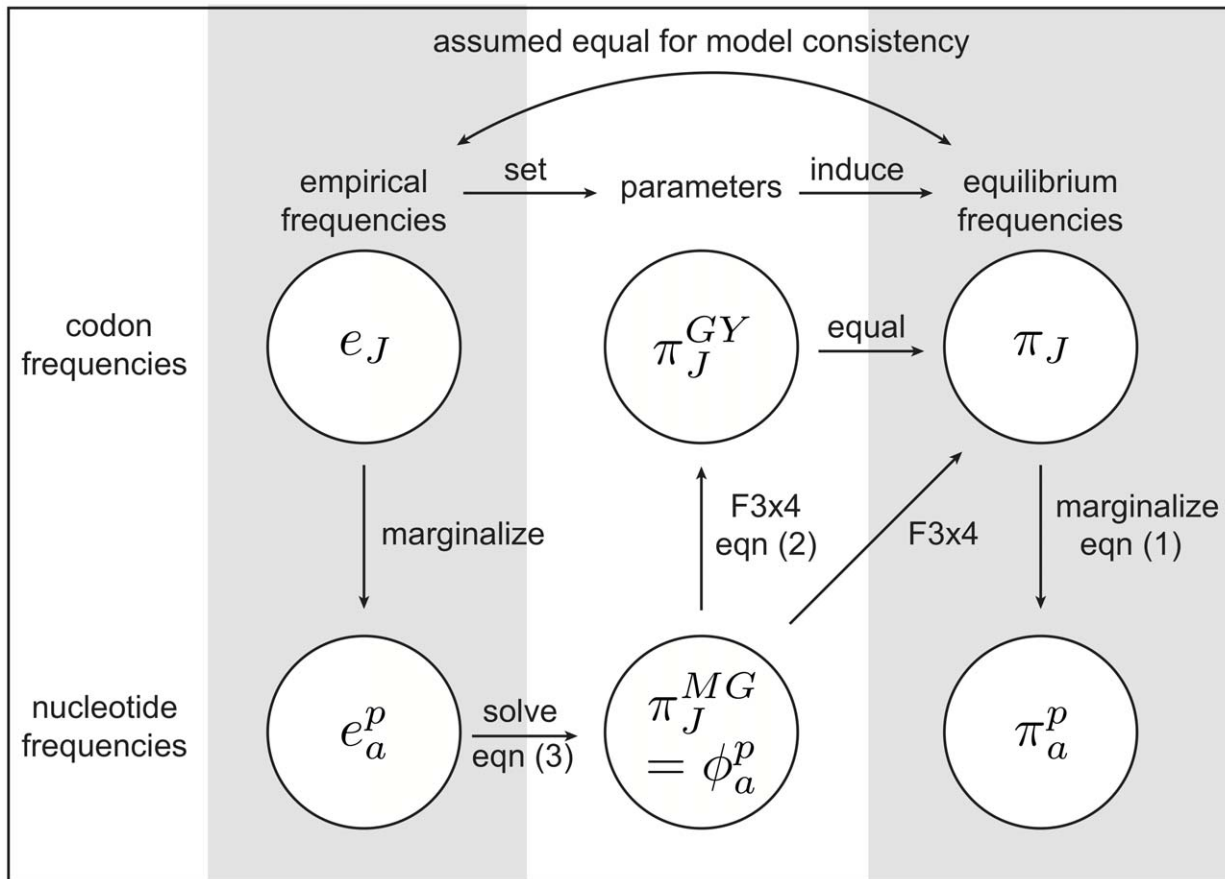 assumed equal for model consistency
empirical frequencies
set
parameters
induce
equilibrium frequencies
codon frequencies
e_J
π_J^{GY}
equal
π_J
marginalize
F3x4
eqn (2)
F3x4
marginalize
eqn (1)
nucleotide frequencies
e_a^p
solve
eqn (3)
π_J^{MG}
= ϕ_a^p
π_a^p